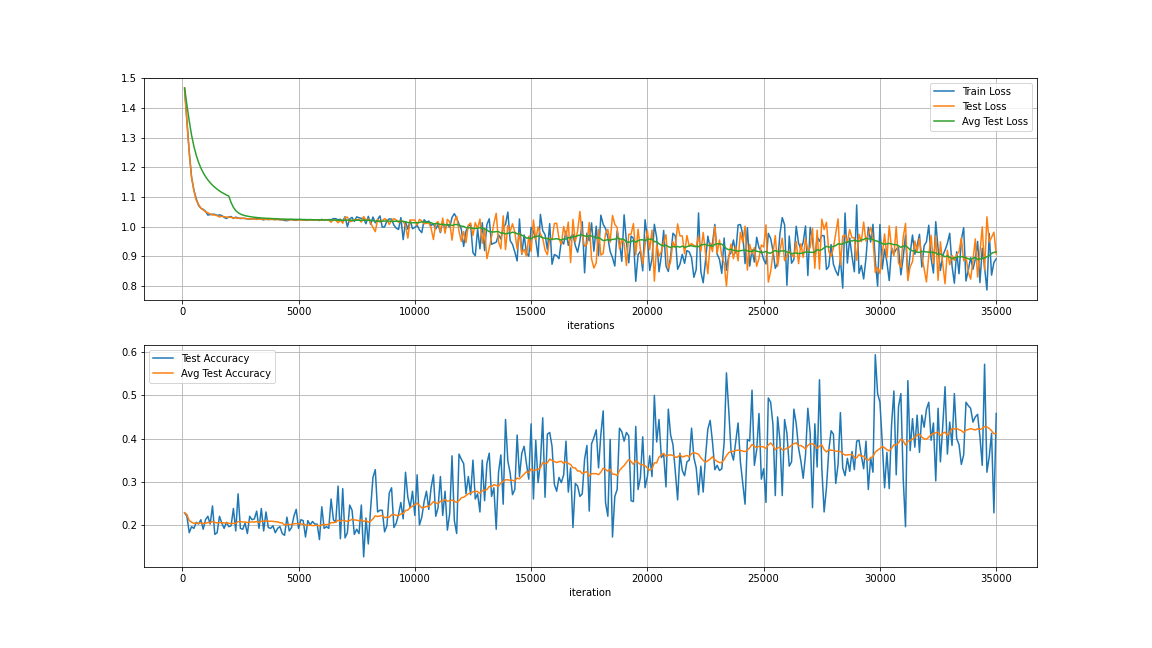 1.5
1.4
1.3
1.2
1.1
1.0
0.9
0.8
Train Loss
Test Loss
Avg Test Loss
0 5000 10000 15000 20000 25000 30000 35000
iterations
0.6
0.5
0.4
0.3
0.2
Test Accuracy
Avg Test Accuracy
0 5000 10000 15000 20000 25000 30000 35000
iteration